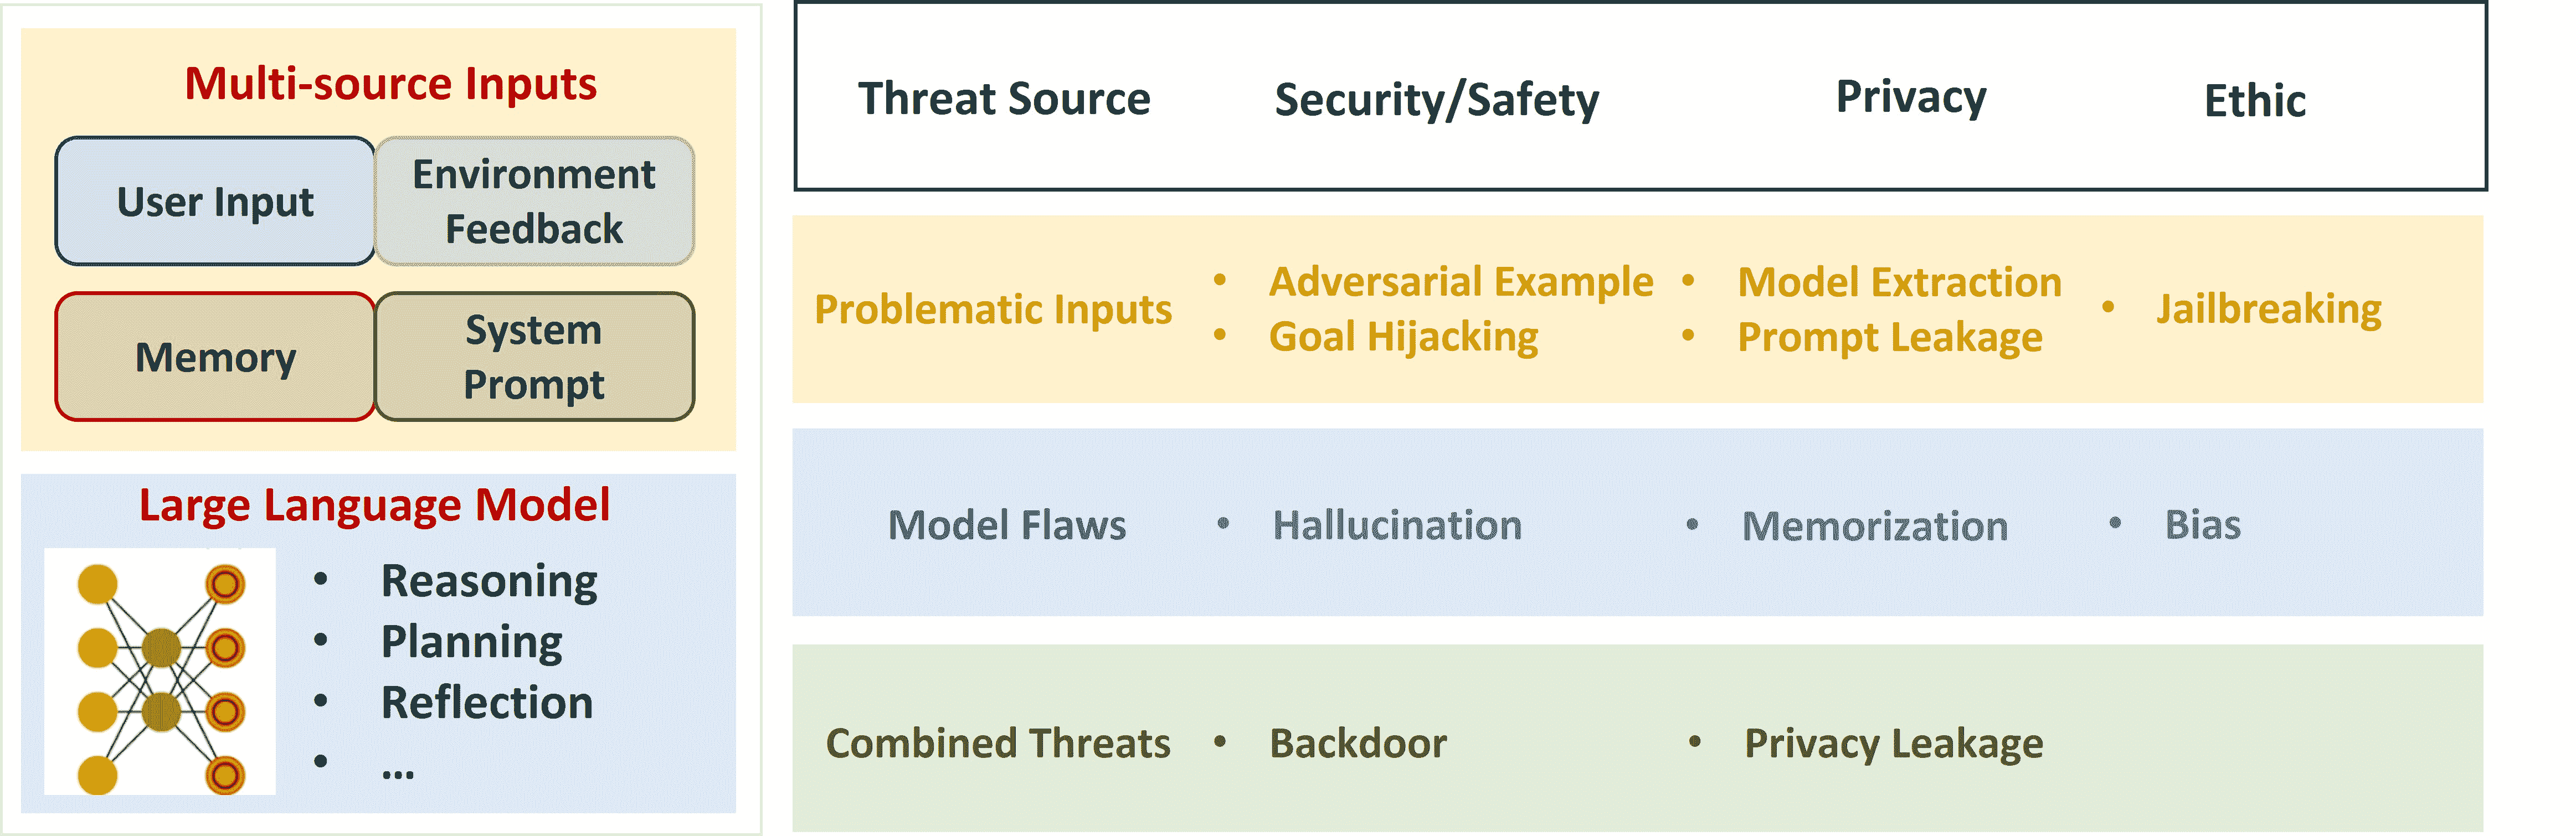 Multi-source Inputs
User Input
Environment
Feedback
Memory
System
Prompt
Large Language Model
• Reasoning
• Planning
• Reflection
• ...
Threat Source Security/Safety Privacy Ethic
Problematic Inputs
• Adversarial Example
• Goal Hijacking
• Model Extraction
• Prompt Leakage
• Jailbreaking
Model Flaws • Hallucination • Memorization • Bias
Combined Threats • Backdoor • Privacy Leakage